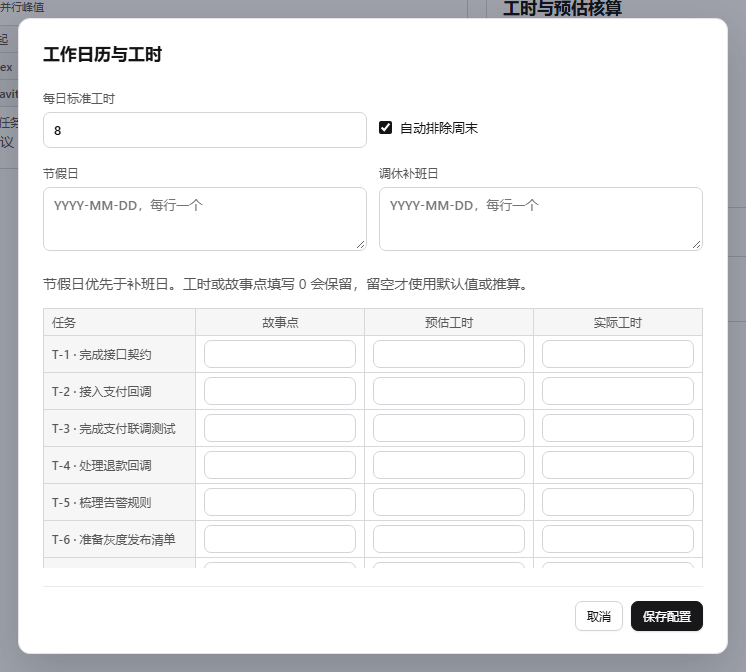 并行峰值
工时与预估核算
起
ex
avit
任务
议
工作日历与工时
每日标准工时
8
自动排除周末
节假日
调休补班日
YYYY-MM-DD，每行一个
YYYY-MM-DD，每行一个
节假日优先于补班日。工时或故事点填写 0 会保留，留空才使用默认值或推算。
任务 故事点 预估工时 实际工时
T-1 · 完成接口契约
T-2 · 接入支付回调
T-3 · 完成支付联调测试
T-4 · 处理退款回调
T-5 · 梳理告警规则
T-6 · 准备灰度发布清单
取消
保存配置